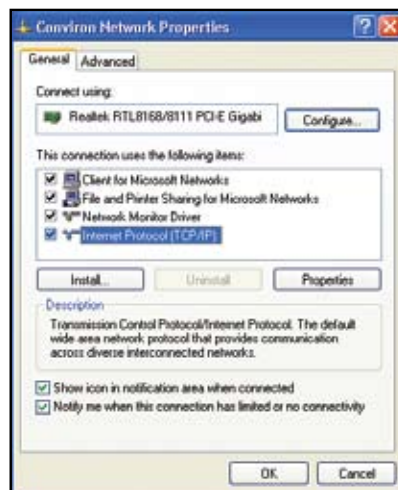 Conviron Network Properties
General Advanced
Connect using:
Realtek RTL8168/8111 PCI-E Gigabi Configure...
This connection uses the following items:
Client for Microsoft Networks
File and Printer Sharing for Microsoft Networks
Network Monitor Driver
Internet Protocol (TCP/IP)
Install... Uninstall Properties
Description
Transmission Control Protocol/Internet Protocol. The default
wide area network protocol that provides communication
across diverse interconnected networks.
Show icon in notification area when connected
Notify me when this connection has limited or no connectivity
OK Cancel